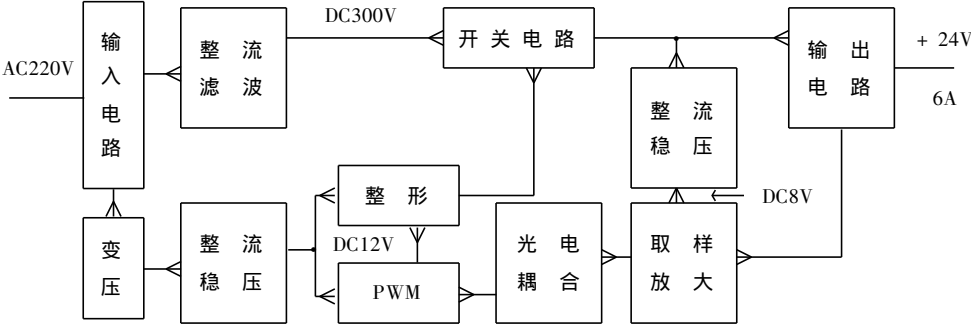 AC220V
输
入
电
路
整 流
滤 波
DC300V
开 关 电 路
输 出
电 路
+ 24V
6A
整 流
稳 压
DC8V
变
压
整 流
稳 压
DC12V
整 形
PWM
光 电
耦 合
取 样
放 大